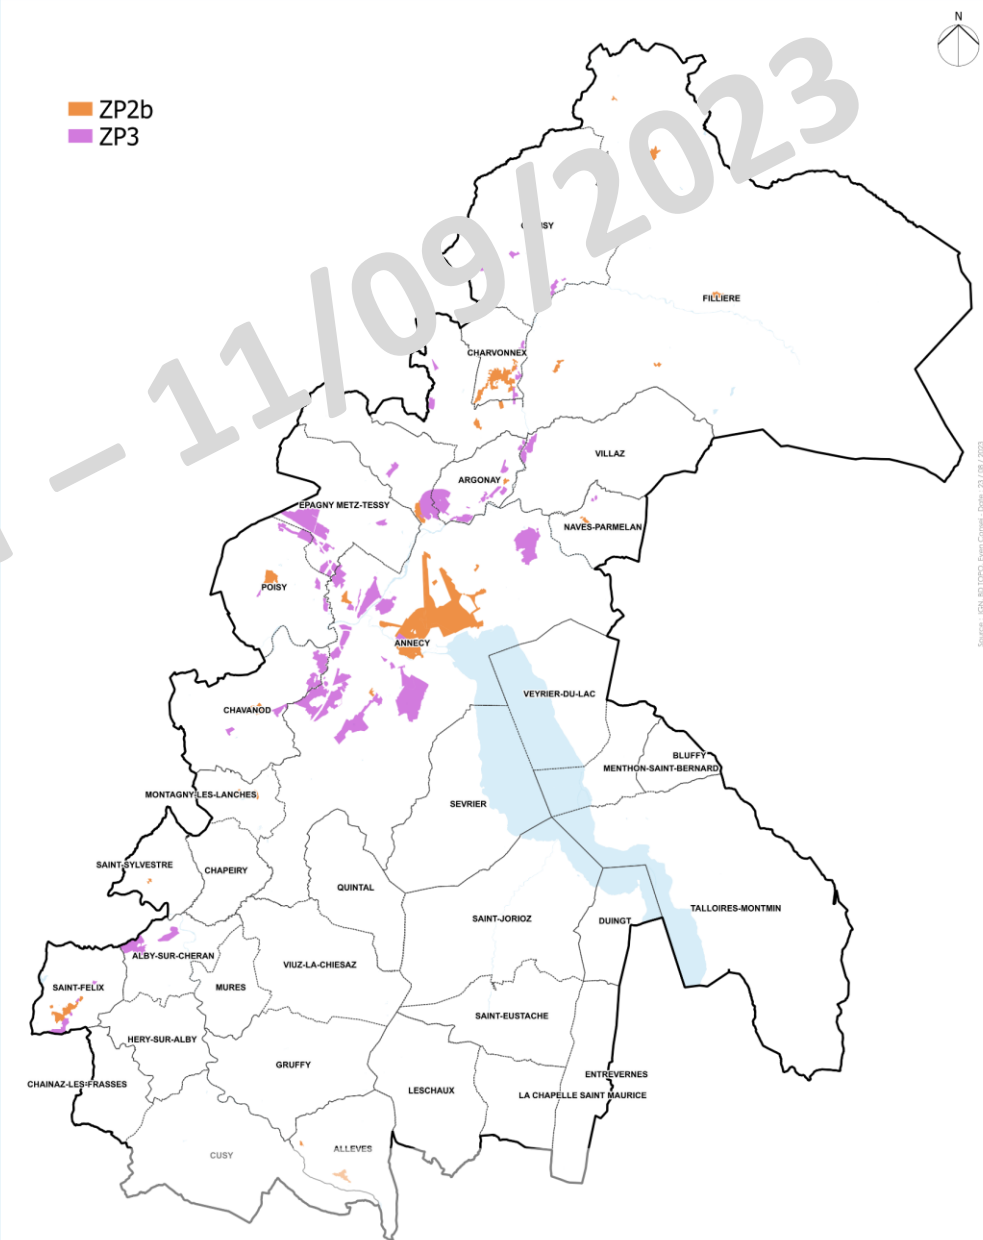 N
ZP2b
ZP3
– 11/09/2023
FILLIERE
CHARVONNEX
VILLAZ
ARGONAY
EPAGNY METZ-TESSY
NAVES-PARMELAN
POISY
ANNECY
VEYRIER-DU-LAC
CHAVANOD
BLUFFY
MENTHON-SAINT-BERNARD
MONTAGNY-LES-LANCHES
SEVRIER
SAINT-SYLVESTRE
CHAPEIRY
QUINTAL
TALLOIRES-MONTMIN
SAINT-JORIOZ
DUINGT
ALBY-SUR-CHERAN
VIUZ-LA-CHIESAZ
SAINT-FELIX
MURES
SAINT-EUSTACHE
HERY-SUR-ALBY
GRUFFY
ENTREVERNES
CHAINAZ-LES-FRASSES
LESCHAUX
LA CHAPELLE SAINT MAURICE
ALLEVES
CUSY